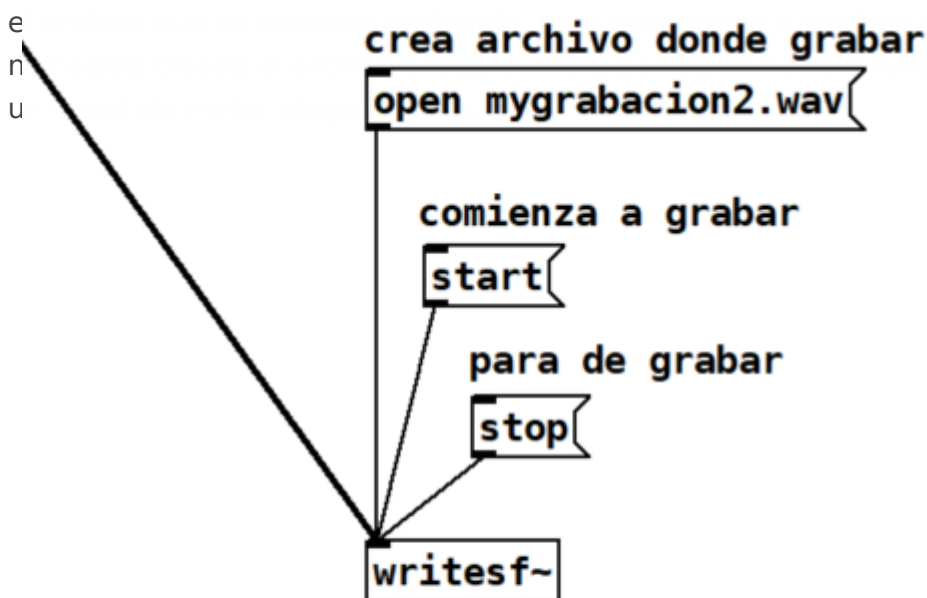 e
n
u
crea archivo donde grabar
open mygrabacion2.wav
comienza a grabar
start
para de grabar
stop
writesf~